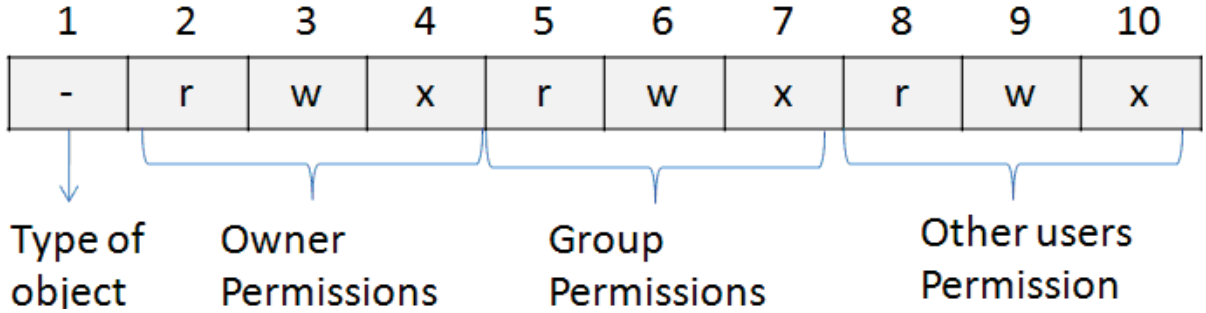 1 2 3 4 5 6 7 8 9 10
- r w x r w x r w x
Type of
object
Owner
Permissions
Group
Permissions
Other users
Permission